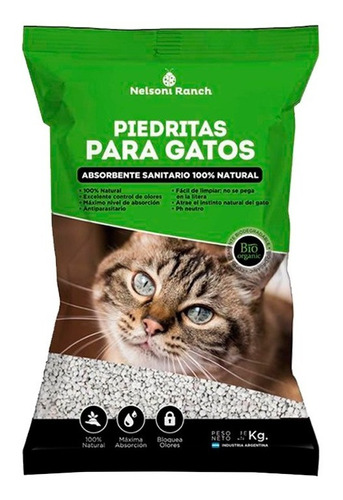 Nelsoni Ranch
PIEDRITAS
PARA GATOS
ABSORBENTE SANITARIO 100% NATURAL
• 100% Natural
• Excelente control de olores
• Máximo nivel de absorción
• Antiparasitario
• Fácil de limpiar: no se pega
en la litera
• Atrae el instinto natural del gato
• Ph neutro
Bio
organic
100%
Natural
Máxima
Absorción
Bloquea
Olores
PESO
NETO
Kg.
INDUSTRIA ARGENTINA